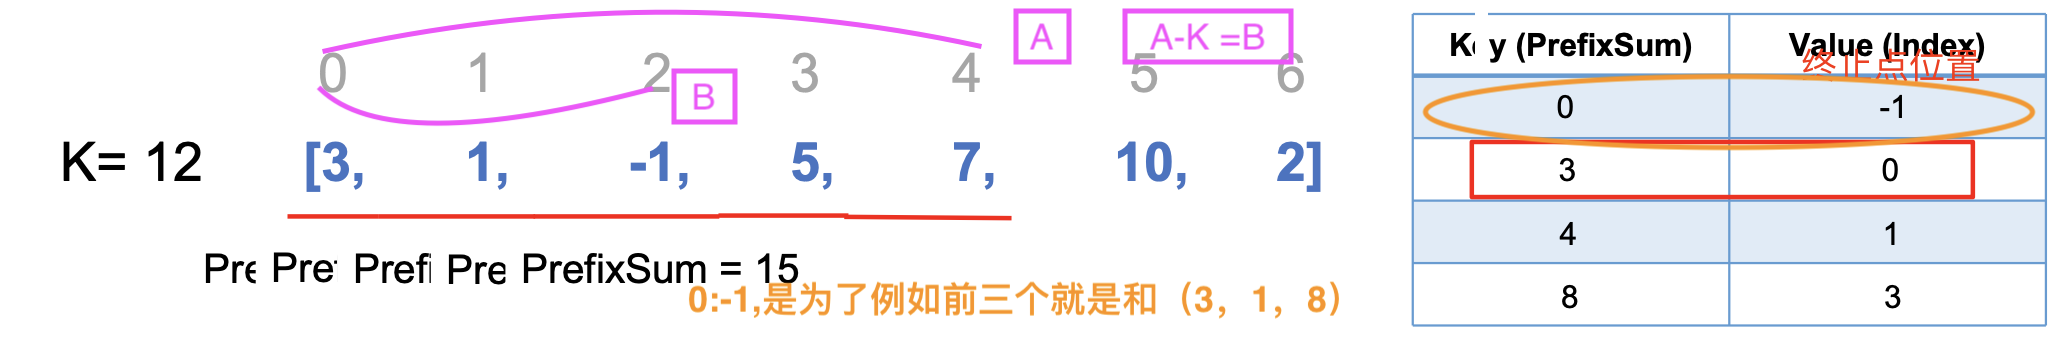 A
A-K =B
0 1 2 3 4 5 6
B
K= 12
[3, 1, -1, 5, 7, 10, 2]
Pre Pre Prefi Pre PrefixSum = 15
0:-1,是为了例如前三个就是和（3，1，8）
K y (PrefixSum) Value (Index)
终止点位置
0 -1
3 0
4 1
8 3